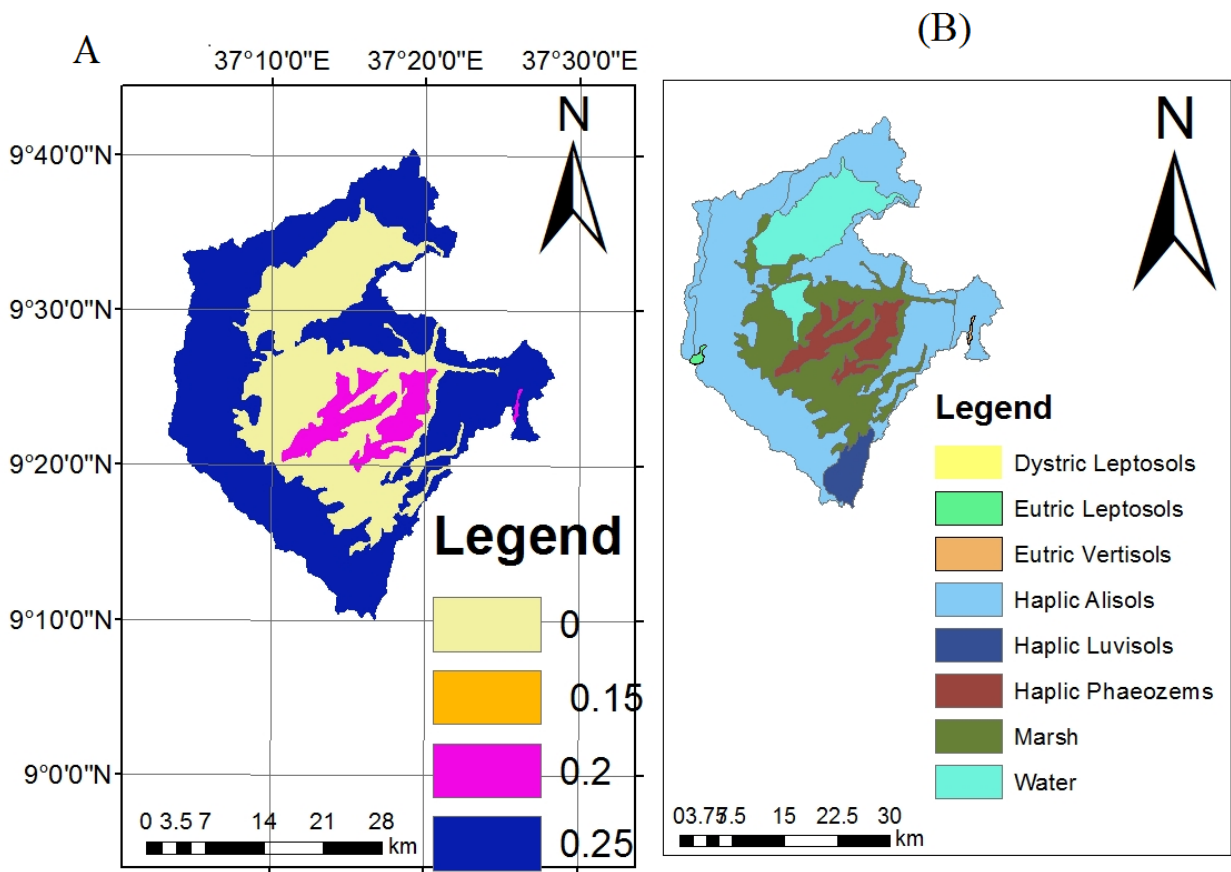 A
37°10'0"E 37°20'0"E 37°30'0"E
N
9°40'0"N
9°30'0"N
9°20'0"N
9°10'0"N
9°0'0"N
Legend
0
0.15
0.2
0.25
0 3.5 7 14 21 28
km
(B)
N
Legend
Dystric Leptosols
Eutric Leptosols
Eutric Vertisols
Haplic Alisols
Haplic Luvisols
Haplic Phaeozems
Marsh
Water
03.757.5 15 22.5 30
km